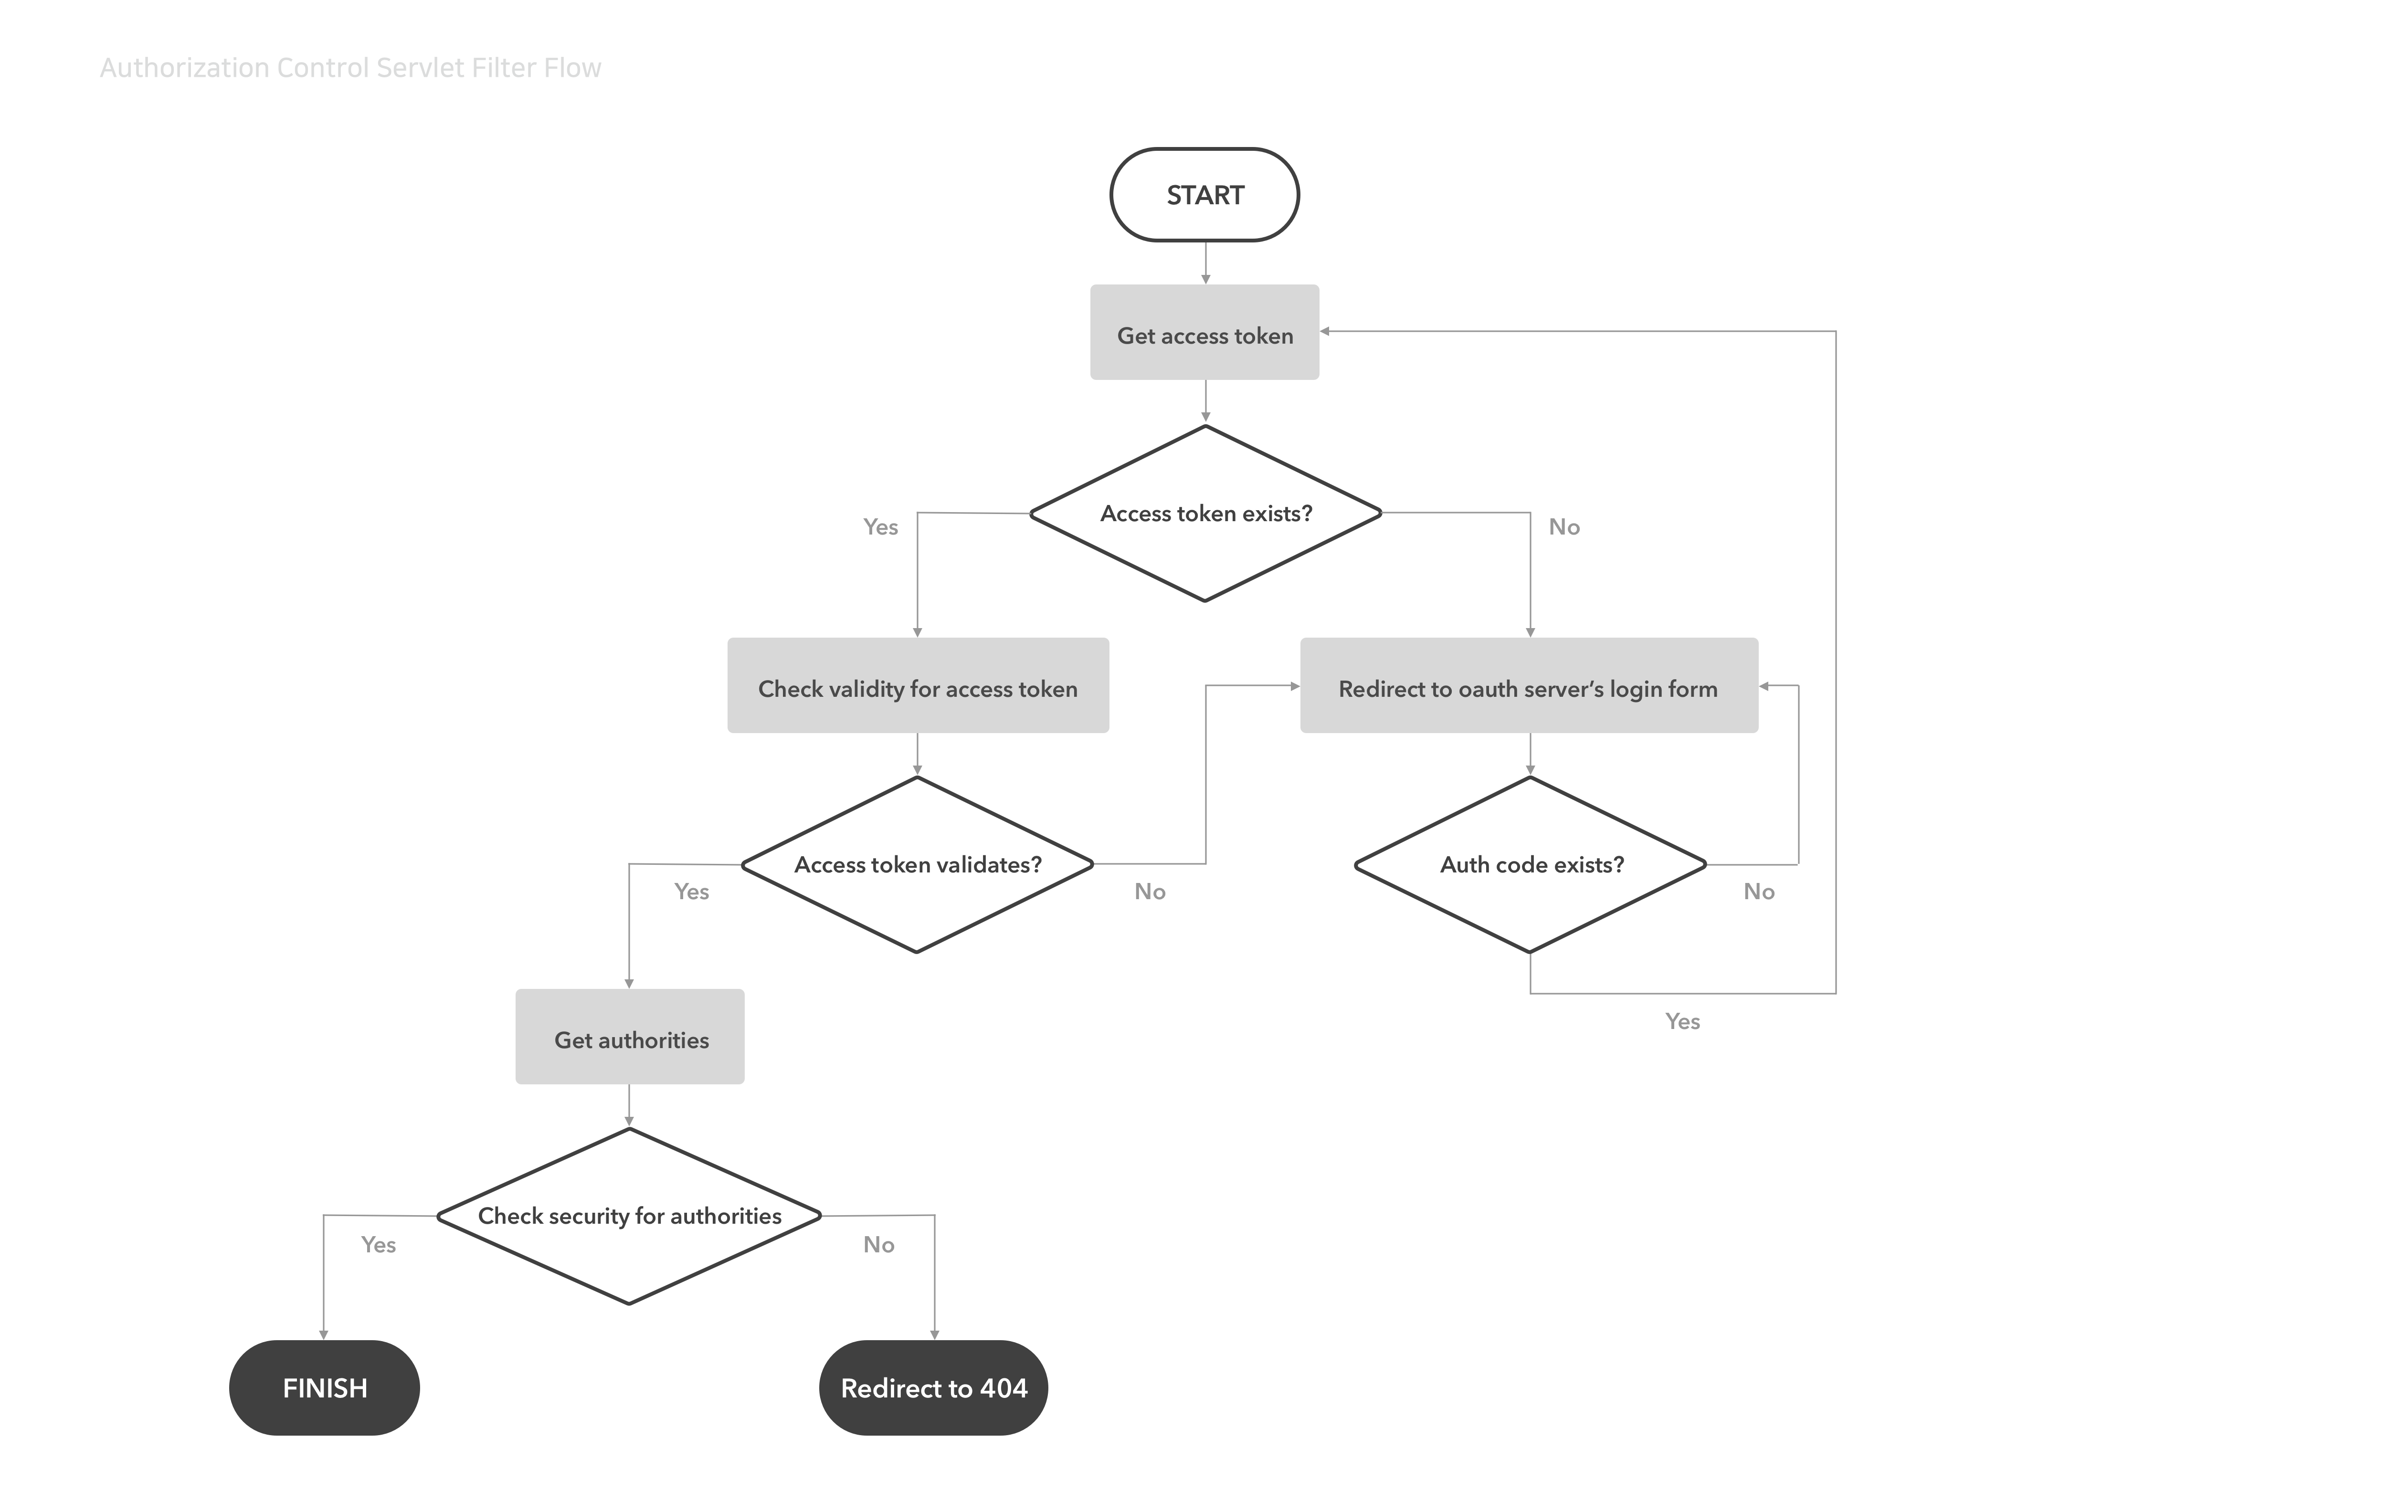 Authorization Control Servlet Filter Flow
START
Get access token
Access token exists?
Yes
No
Check validity for access token
Redirect to oauth server’s login form
Access token validates?
Auth code exists?
Yes
No
No
Yes
Get authorities
Check security for authorities
Yes
No
FINISH
Redirect to 404